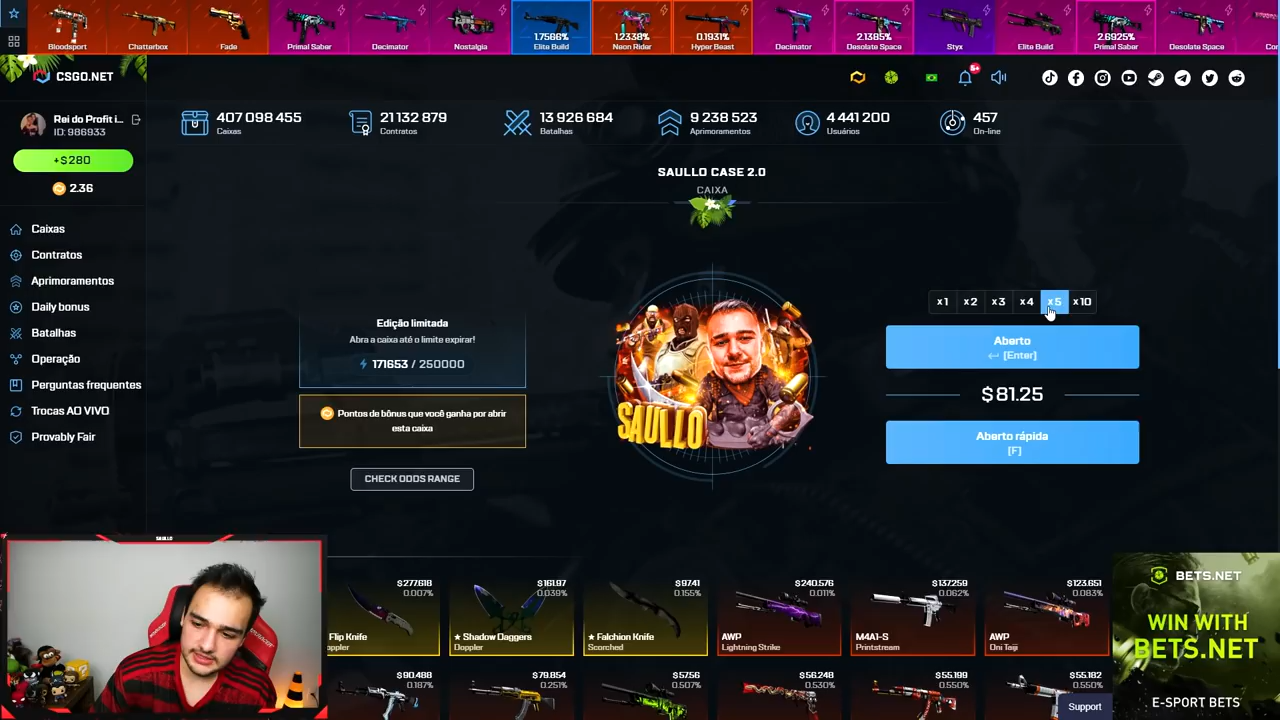 Bloodsport
Chatterbox
Fade
Primal Saber
Decimator
Nostalgia
1.7566%
Elite Build
1.2338%
Neon Rider
0.1931%
Hyper Beast
Decimator
2.1385%
Desolate Space
Styx
Elite Build
2.6925%
Primal Saber
Desolate Space
CSGO.NET
5+
Rei do Profit i...
ID: 986933
+$280
2.36
407 098 455
Caixas
21 132 879
Contratos
13 926 684
Batalhas
9 238 523
Aprimoramentos
4 441 200
Usuários
457
On-line
Caixas
Contratos
Aprimoramentos
Daily bonus
Batalhas
Operação
Perguntas frequentes
Trocas AO VIVO
Provably Fair
SAULLO CASE 2.0
CAIXA
Edição limitada
Abra a caixa até o limite expirar!
171653 / 250000
Pontos de bônus que você ganha por abrir
esta caixa
CHECK ODDS RANGE
SAULLO
x1 x2 x3 x4 x5 x10
Aberto
[Enter]
$81.25
Aberto rápida
[F]
SAULLO
$277.618
0.007%
Flip Knife
oppler
$161.97
0.039%
★ Shadow Daggers
Doppler
$97.41
0.155%
★ Falchion Knife
Scorched
$240.576
0.011%
AWP
Lightning Strike
$137.259
0.062%
M4A1-S
Printstream
$123.651
0.083%
AWP
Oni Taiji
$90.488
0.187%
$79.854
0.251%
$57.56
0.507%
$56.248
0.530%
$55.199
0.550%
$55.182
0.550%
Support
BETS.NET
WIN WITH
BETS.NET
E-SPORT BETS